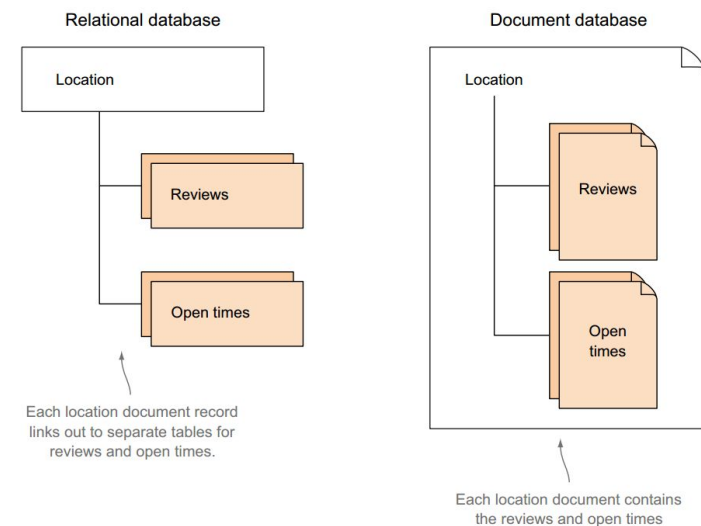 Relational database
Location
Reviews
Open times
Each location document record
links out to separate tables for
reviews and open times.
Document database
Location
Reviews
Open
times
Each location document contains
the reviews and open times